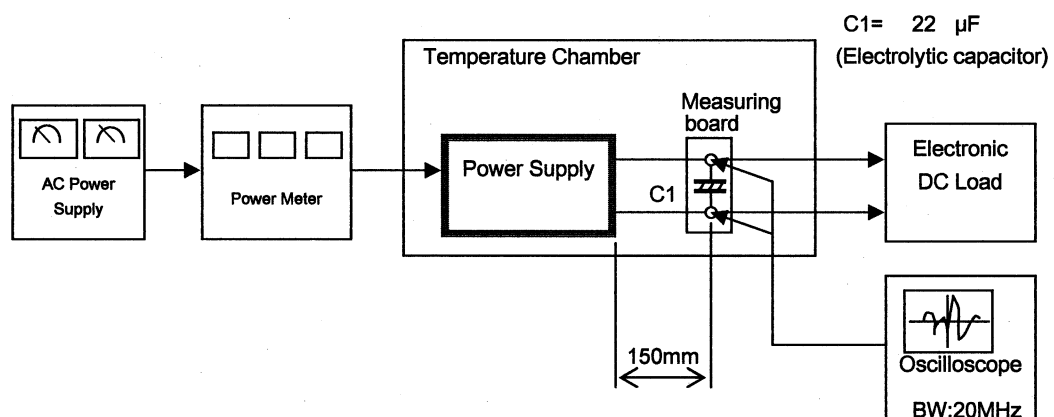 C1= 22 µF
(Electrolytic capacitor)
Temperature Chamber
Measuring
board
Power Supply
C1
AC Power
Supply
Power Meter
Electronic
DC Load
150mm
Oscilloscope
BW:20MHz